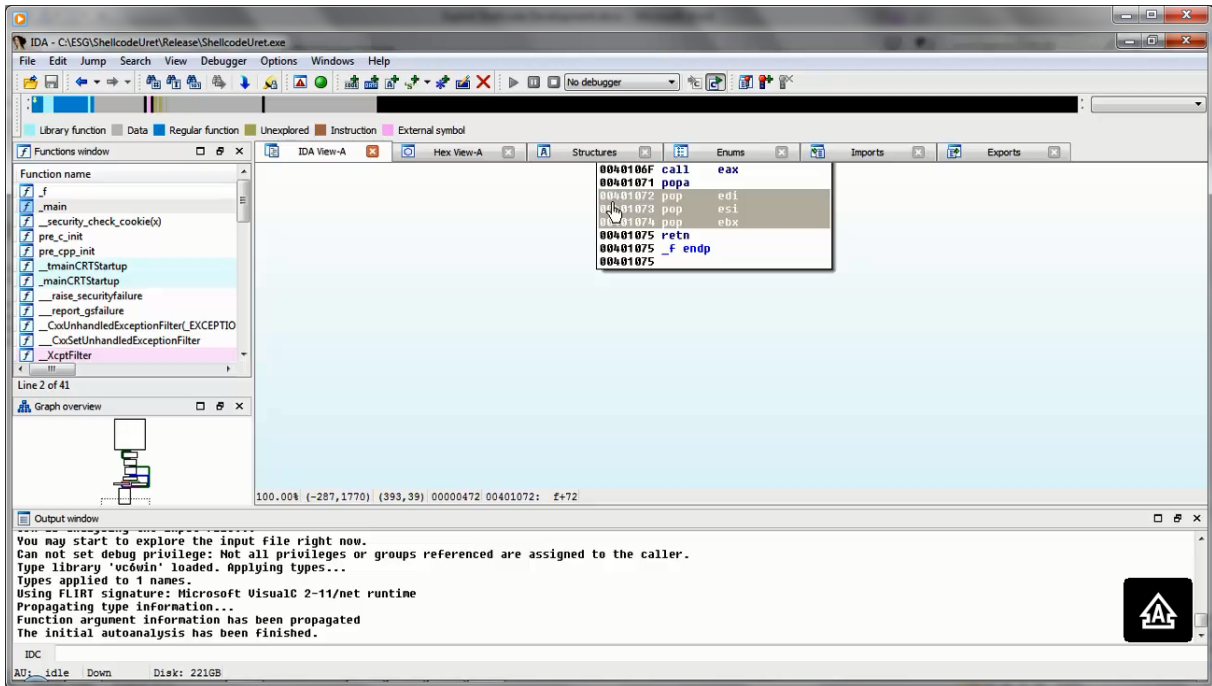 IDA - C:\ESG\ShellcodeUret\Release\ShellcodeUret.exe
File Edit Jump Search View Debugger Options Windows Help
No debugger
Library function Data Regular function Unexplored Instruction External symbol
Functions window
IDA View-A Hex View-A Structures Enums Imports Exports
Function name
_f
_main
__security_check_cookie(x)
pre_c_init
pre_cpp_init
__tmainCRTStartup
_mainCRTStartup
___raise_securityfailure
___report_gsfailure
__CxxUnhandledExceptionFilter(_EXCEPTIO
___CxxSetUnhandledExceptionFilter
__XcptFilter
Line 2 of 41
0040106F call eax
00401071 popa
00401072 pop edi
00401073 pop esi
00401074 pop ebx
00401075 retn
00401075 _f endp
00401075
Graph overview
100.00% (-287,1770) (393,39) 00000472 00401072: f+72
Output window
You may start to explore the input file right now.
Can not set debug privilege: Not all privileges or groups referenced are assigned to the caller.
Type library 'vc6win' loaded. Applying types...
Types applied to 1 names.
Using FLIRT signature: Microsoft VisualC 2-11/net runtime
Propagating type information...
Function argument information has been propagated
The initial autoanalysis has been finished.
IDC
AU: idle Down Disk: 221GB